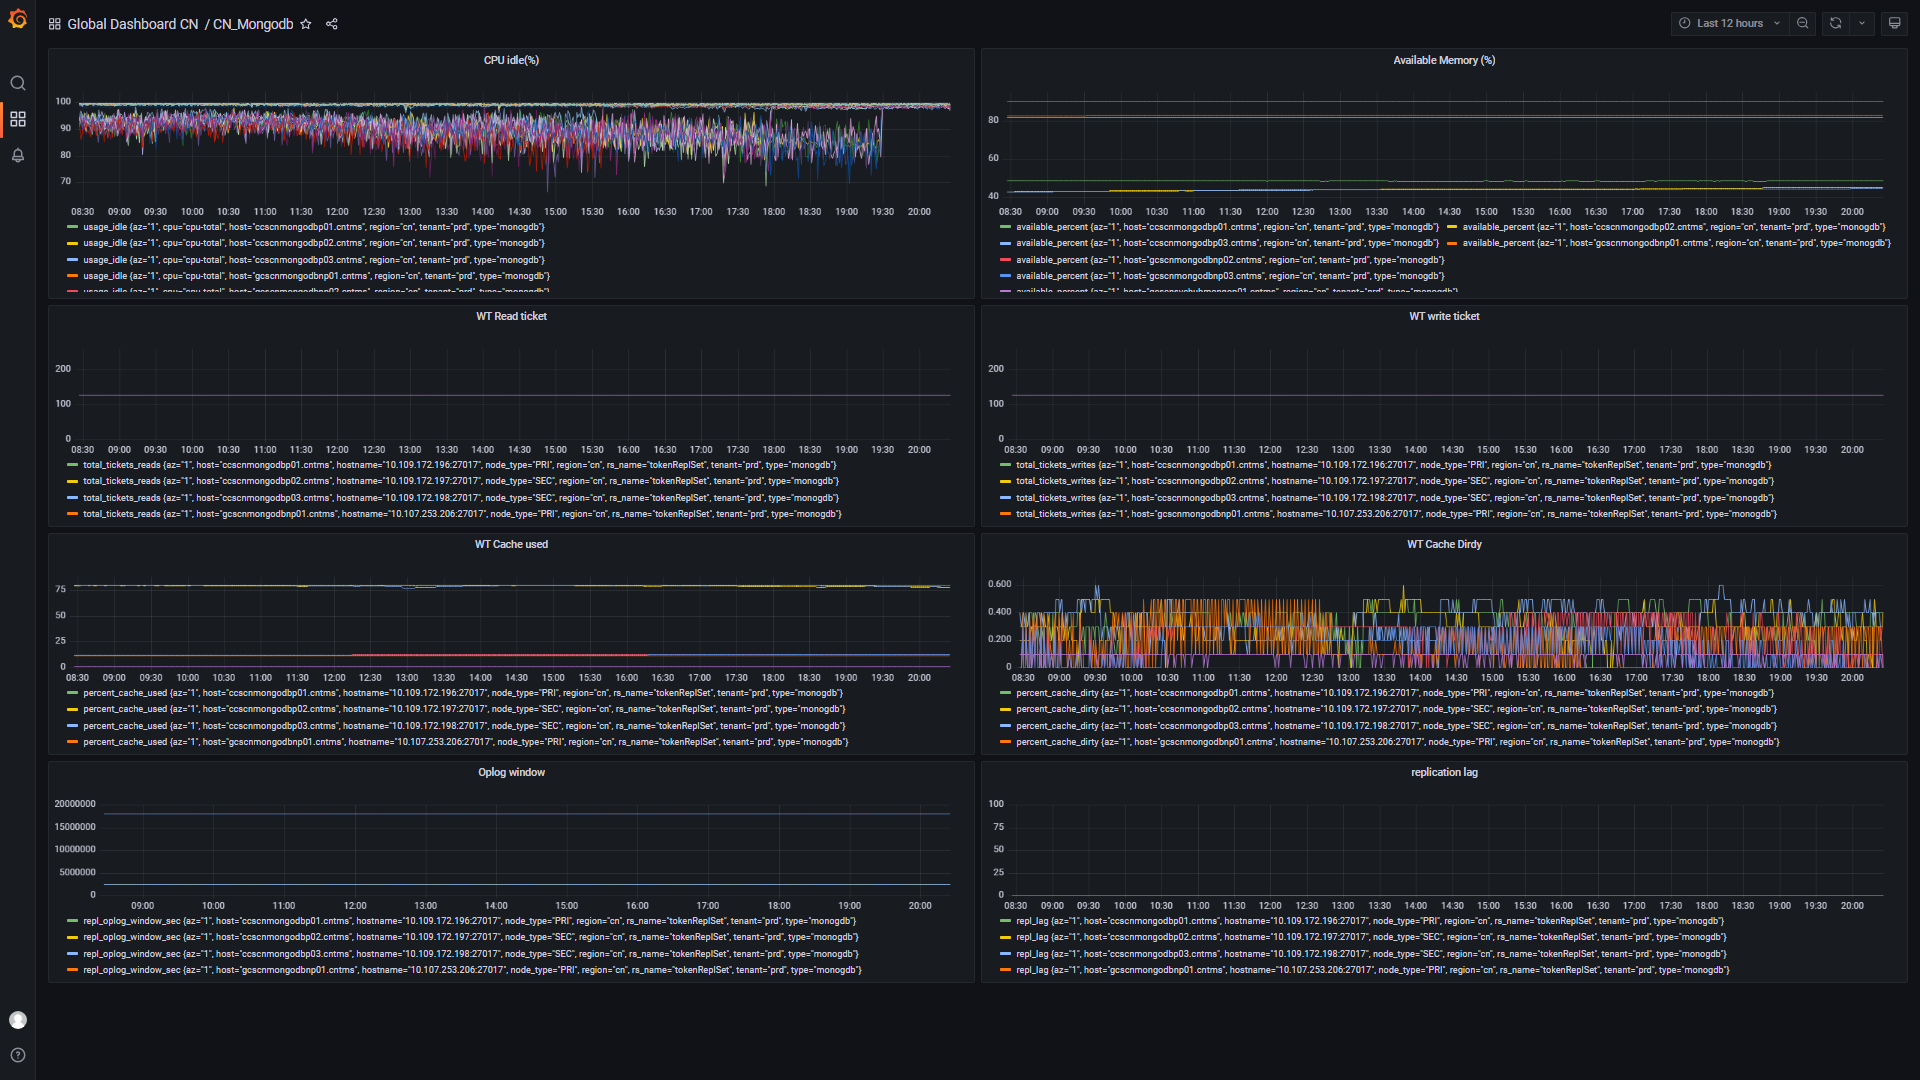 Global Dashboard CN / CN_Mongodb
Last 12 hours
CPU idle(%)
100
90
80
70
08:30 09:00 09:30 10:00 10:30 11:00 11:30 12:00 12:30 13:00 13:30 14:00 14:30 15:00 15:30 16:00 16:30 17:00 17:30 18:00 18:30 19:00 19:30 20:00
usage_idle {az="1", cpu="cpu-total", host="ccscnmongodbp01.cntms", region="cn", tenant="prd", type="monogdb"}
usage_idle {az="1", cpu="cpu-total", host="ccscnmongodbp02.cntms", region="cn", tenant="prd", type="monogdb"}
usage_idle {az="1", cpu="cpu-total", host="ccscnmongodbp03.cntms", region="cn", tenant="prd", type="monogdb"}
usage_idle {az="1", cpu="cpu-total", host="gcscnmongodbnp01.cntms", region="cn", tenant="prd", type="monogdb"}
usage_idle {az="1", cpu="cpu-total", host="gcscnmongodbnp02.cntms", region="cn", tenant="prd", type="monogdb"}
Available Memory (%)
80
60
40
08:30 09:00 09:30 10:00 10:30 11:00 11:30 12:00 12:30 13:00 13:30 14:00 14:30 15:00 15:30 16:00 16:30 17:00 17:30 18:00 18:30 19:00 19:30 20:00
available_percent {az="1", host="ccscnmongodbp01.cntms", region="cn", tenant="prd", type="monogdb"} available_percent {az="1", host="ccscnmongodbp02.cntms", region="cn", tenant="prd", type="monogdb"}
available_percent {az="1", host="ccscnmongodbp03.cntms", region="cn", tenant="prd", type="monogdb"} available_percent {az="1", host="gcscnmongodbnp01.cntms", region="cn", tenant="prd", type="monogdb"}
available_percent {az="1", host="gcscnmongodbnp02.cntms", region="cn", tenant="prd", type="monogdb"}
available_percent {az="1", host="gcscnmongodbnp03.cntms", region="cn", tenant="prd", type="monogdb"}
available_percent {az="1", region="cn", tenant="prd", type="monogdb"}
WT Read ticket
200
100
0
08:30 09:00 09:30 10:00 10:30 11:00 11:30 12:00 12:30 13:00 13:30 14:00 14:30 15:00 15:30 16:00 16:30 17:00 17:30 18:00 18:30 19:00 19:30 20:00
total_tickets_reads {az="1", host="ccscnmongodbp01.cntms", hostname="10.109.172.196:27017", node_type="PRI", region="cn", rs_name="tokenReplSet", tenant="prd", type="monogdb"}
total_tickets_reads {az="1", host="ccscnmongodbp02.cntms", hostname="10.109.172.197:27017", node_type="SEC", region="cn", rs_name="tokenReplSet", tenant="prd", type="monogdb"}
total_tickets_reads {az="1", host="ccscnmongodbp03.cntms", hostname="10.109.172.198:27017", node_type="SEC", region="cn", rs_name="tokenReplSet", tenant="prd", type="monogdb"}
total_tickets_reads {az="1", host="gcscnmongodbnp01.cntms", hostname="10.107.253.206:27017", node_type="PRI", region="cn", rs_name="tokenReplSet", tenant="prd", type="monogdb"}
WT write ticket
200
100
0
08:30 09:00 09:30 10:00 10:30 11:00 11:30 12:00 12:30 13:00 13:30 14:00 14:30 15:00 15:30 16:00 16:30 17:00 17:30 18:00 18:30 19:00 19:30 20:00
total_tickets_writes {az="1", host="ccscnmongodbp01.cntms", hostname="10.109.172.196:27017", node_type="PRI", region="cn", rs_name="tokenReplSet", tenant="prd", type="monogdb"}
total_tickets_writes {az="1", host="ccscnmongodbp02.cntms", hostname="10.109.172.197:27017", node_type="SEC", region="cn", rs_name="tokenReplSet", tenant="prd", type="monogdb"}
total_tickets_writes {az="1", host="ccscnmongodbp03.cntms", hostname="10.109.172.198:27017", node_type="SEC", region="cn", rs_name="tokenReplSet", tenant="prd", type="monogdb"}
total_tickets_writes {az="1", host="gcscnmongodbnp01.cntms", hostname="10.107.253.206:27017", node_type="PRI", region="cn", rs_name="tokenReplSet", tenant="prd", type="monogdb"}
WT Cache used
75
50
25
0
08:30 09:00 09:30 10:00 10:30 11:00 11:30 12:00 12:30 13:00 13:30 14:00 14:30 15:00 15:30 16:00 16:30 17:00 17:30 18:00 18:30 19:00 19:30 20:00
percent_cache_used {az="1", host="ccscnmongodbp01.cntms", hostname="10.109.172.196:27017", node_type="PRI", region="cn", rs_name="tokenReplSet", tenant="prd", type="monogdb"}
percent_cache_used {az="1", host="ccscnmongodbp02.cntms", hostname="10.109.172.197:27017", node_type="SEC", region="cn", rs_name="tokenReplSet", tenant="prd", type="monogdb"}
percent_cache_used {az="1", host="ccscnmongodbp03.cntms", hostname="10.109.172.198:27017", node_type="SEC", region="cn", rs_name="tokenReplSet", tenant="prd", type="monogdb"}
percent_cache_used {az="1", host="gcscnmongodbnp01.cntms", hostname="10.107.253.206:27017", node_type="PRI", region="cn", rs_name="tokenReplSet", tenant="prd", type="monogdb"}
WT Cache Dirdy
0.600
0.400
0.200
0
08:30 09:00 09:30 10:00 10:30 11:00 11:30 12:00 12:30 13:00 13:30 14:00 14:30 15:00 15:30 16:00 16:30 17:00 17:30 18:00 18:30 19:00 19:30 20:00
percent_cache_dirty {az="1", host="ccscnmongodbp01.cntms", hostname="10.109.172.196:27017", node_type="PRI", region="cn", rs_name="tokenReplSet", tenant="prd", type="monogdb"}
percent_cache_dirty {az="1", host="ccscnmongodbp02.cntms", hostname="10.109.172.197:27017", node_type="SEC", region="cn", rs_name="tokenReplSet", tenant="prd", type="monogdb"}
percent_cache_dirty {az="1", host="ccscnmongodbp03.cntms", hostname="10.109.172.198:27017", node_type="SEC", region="cn", rs_name="tokenReplSet", tenant="prd", type="monogdb"}
percent_cache_dirty {az="1", host="gcscnmongodbnp01.cntms", hostname="10.107.253.206:27017", node_type="PRI", region="cn", rs_name="tokenReplSet", tenant="prd", type="monogdb"}
Oplog window
20000000
15000000
10000000
5000000
0
09:00 10:00 11:00 12:00 13:00 14:00 15:00 16:00 17:00 18:00 19:00 20:00
repl_oplog_window_sec {az="1", host="ccscnmongodbp01.cntms", hostname="10.109.172.196:27017", node_type="PRI", region="cn", rs_name="tokenReplSet", tenant="prd", type="monogdb"}
repl_oplog_window_sec {az="1", host="ccscnmongodbp02.cntms", hostname="10.109.172.197:27017", node_type="SEC", region="cn", rs_name="tokenReplSet", tenant="prd", type="monogdb"}
repl_oplog_window_sec {az="1", host="ccscnmongodbp03.cntms", hostname="10.109.172.198:27017", node_type="SEC", region="cn", rs_name="tokenReplSet", tenant="prd", type="monogdb"}
repl_oplog_window_sec {az="1", host="gcscnmongodbnp01.cntms", hostname="10.107.253.206:27017", node_type="PRI", region="cn", rs_name="tokenReplSet", tenant="prd", type="monogdb"}
replication lag
100
75
50
25
0
08:30 09:00 09:30 10:00 10:30 11:00 11:30 12:00 12:30 13:00 13:30 14:00 14:30 15:00 15:30 16:00 16:30 17:00 17:30 18:00 18:30 19:00 19:30 20:00
repl_lag {az="1", host="ccscnmongodbp01.cntms", hostname="10.109.172.196:27017", node_type="PRI", region="cn", rs_name="tokenReplSet", tenant="prd", type="monogdb"}
repl_lag {az="1", host="ccscnmongodbp02.cntms", hostname="10.109.172.197:27017", node_type="SEC", region="cn", rs_name="tokenReplSet", tenant="prd", type="monogdb"}
repl_lag {az="1", host="ccscnmongodbp03.cntms", hostname="10.109.172.198:27017", node_type="SEC", region="cn", rs_name="tokenReplSet", tenant="prd", type="monogdb"}
repl_lag {az="1", host="gcscnmongodbnp01.cntms", hostname="10.107.253.206:27017", node_type="PRI", region="cn", rs_name="tokenReplSet", tenant="prd", type="monogdb"}